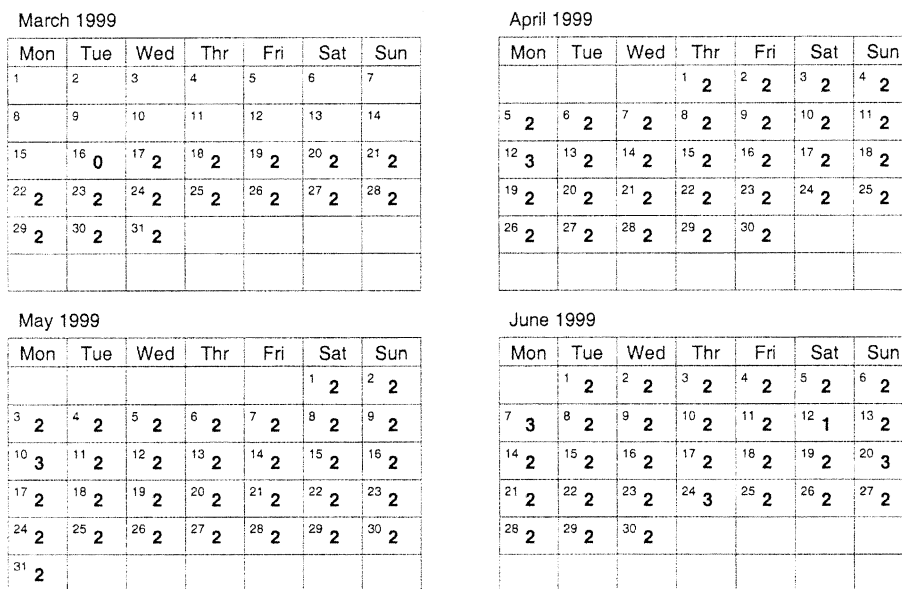 March 1999
Mon Tue Wed Thr Fri Sat Sun
1 2 3 4 5 6 7
8 9 10 11 12 13 14
15 16 0 17 2 18 2 19 2 20 2 21 2
22 2 23 2 24 2 25 2 26 2 27 2 28 2
29 2 30 2 31 2
April 1999
Mon Tue Wed Thr Fri Sat Sun
1 2 2 2 3 2 4 2
5 2 6 2 7 2 8 2 9 2 10 2 11 2
12 3 13 2 14 2 15 2 16 2 17 2 18 2
19 2 20 2 21 2 22 2 23 2 24 2 25 2
26 2 27 2 28 2 29 2 30 2
May 1999
Mon Tue Wed Thr Fri Sat Sun
1 2 2 2
3 2 4 2 5 2 6 2 7 2 8 2 9 2
10 3 11 2 12 2 13 2 14 2 15 2 16 2
17 2 18 2 19 2 20 2 21 2 22 2 23 2
24 2 25 2 26 2 27 2 28 2 29 2 30 2
31 2
June 1999
Mon Tue Wed Thr Fri Sat Sun
1 2 2 2 3 2 4 2 5 2 6 2
7 3 8 2 9 2 10 2 11 2 12 1 13 2
14 2 15 2 16 2 17 2 18 2 19 2 20 3
21 2 22 2 23 2 24 3 25 2 26 2 27 2
28 2 29 2 30 2